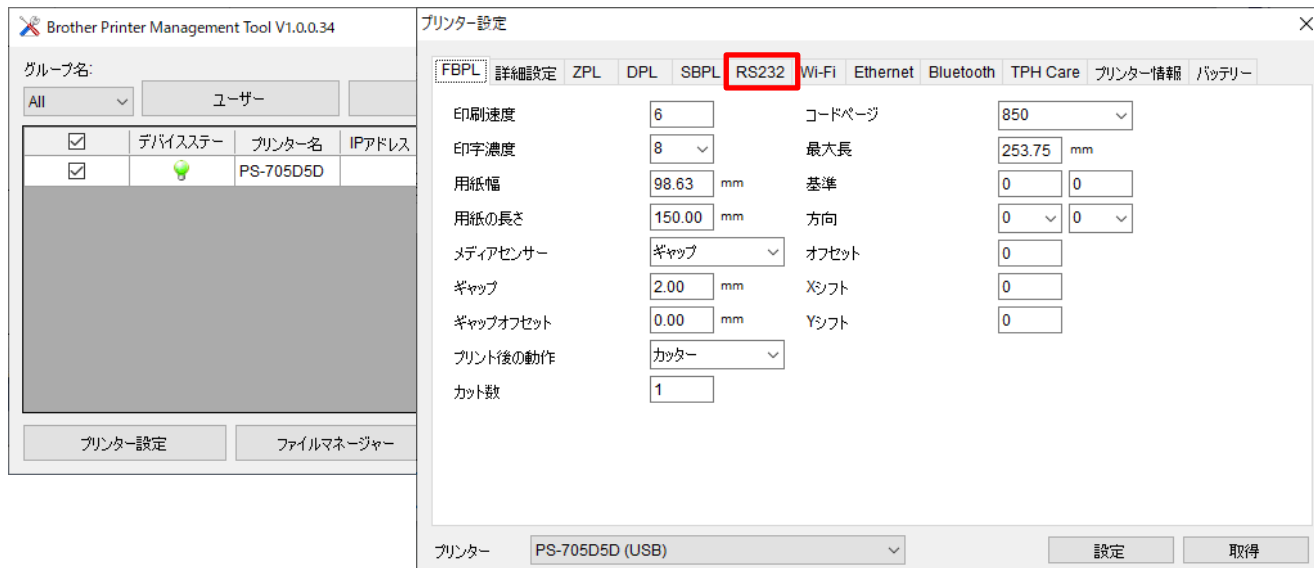 Brother Printer Management Tool V1.0.0.34
グループ名:
All
ユーザー
デバイスステー プリンター名 IPアドレス
PS-705D5D
プリンター設定 ファイルマネージャー
プリンター設定
FBPL 詳細設定 ZPL DPL SBPL RS232 Wi-Fi Ethernet Bluetooth TPH Care プリンター情報 バッテリー
印刷速度 6 コードページ 850
印字濃度 8 最大長 253.75 mm
用紙幅 98.63 mm 基準 0 0
用紙の長さ 150.00 mm 方向 0 0
メディアセンサー ギャップ オフセット 0
ギャップ 2.00 mm Xシフト 0
ギャップオフセット 0.00 mm Yシフト 0
プリント後の動作 カッター
カット数 1
プリンター PS-705D5D (USB) 設定 取得